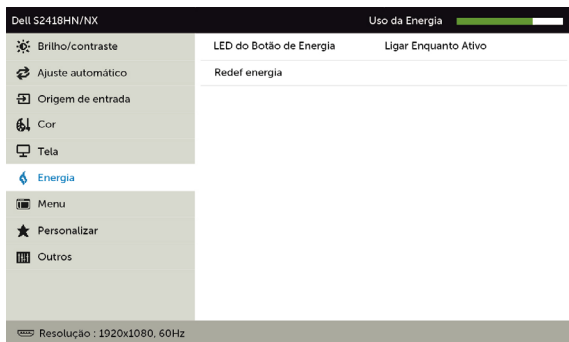 Dell S2418HN/NX Uso da Energia
Brilho/contraste
Ajuste automático
Origem de entrada
Cor
Tela
Energia
Menu
Personalizar
Outros
LED do Botão de Energia Ligar Enquanto Ativo
Redef energia
Resolução : 1920x1080, 60Hz